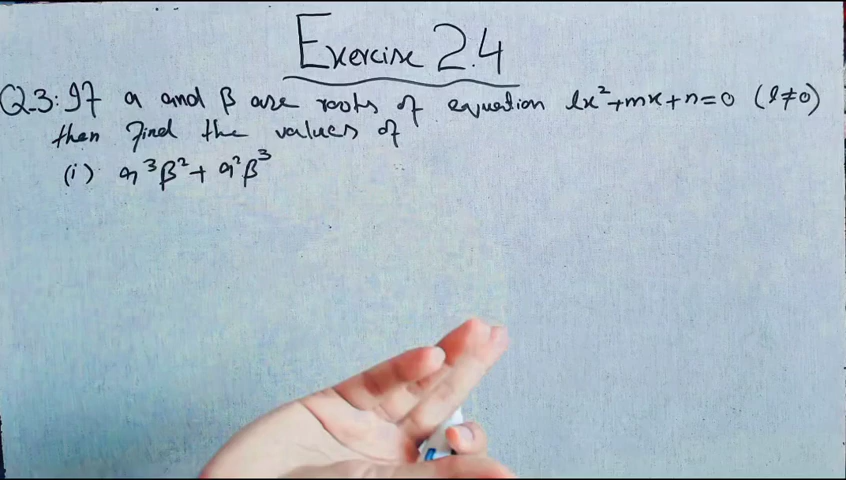 Exercise 2.4
Q.3: If α and β are roots of equation lx²+mx+n=0 (l≠0)
then find the values of
(i) α³β²+α²β³